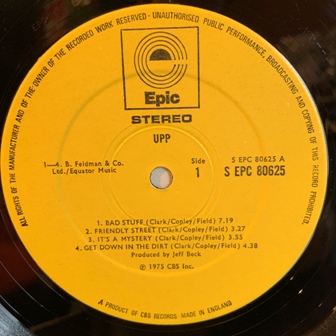 ALL RIGHTS OF THE MANUFACTURER AND OF THE OWNER OF THE RECORDED WORK RESERVED · UNAUTHORISED PUBLIC PERFORMANCE, BROADCASTING AND COPYING OF THIS RECORD PROHIBITED.
Epic
STEREO
UPP
1—4. B. Feldman & Co.
Ltd./Equator Music
Side
1
S EPC 80625 A
S EPC 80625
1. BAD STUFF (Clark/Copley/Field) 7.19
2. FRIENDLY STREET (Clark/Copley/Field) 3.27
3. IT'S A MYSTERY (Clark/Copley/Field) 3.55
4. GET DOWN IN THE DIRT (Clark/Copley/Field) 4.38
Produced by Jeff Beck
℗ 1975 CBS Inc.
A PRODUCT OF CBS RECORDS · MADE IN ENGLAND